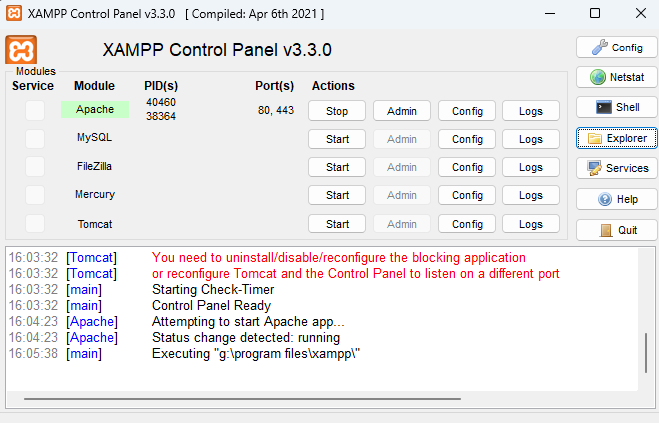 XAMPP Control Panel v3.3.0 [ Compiled: Apr 6th 2021 ]
XAMPP Control Panel v3.3.0
Config
Modules
Service Module PID(s) Port(s) Actions
Netstat
Apache 40460 38364 80, 443 Stop Admin Config Logs
Shell
MySQL Start Admin Config Logs
Explorer
FileZilla Start Admin Config Logs
Services
Mercury Start Admin Config Logs
Help
Tomcat Start Admin Config Logs
Quit
16:03:32 [Tomcat] You need to uninstall/disable/reconfigure the blocking application
16:03:32 [Tomcat] or reconfigure Tomcat and the Control Panel to listen on a different port
16:03:32 [main] Starting Check-Timer
16:03:32 [main] Control Panel Ready
16:04:23 [Apache] Attempting to start Apache app...
16:04:23 [Apache] Status change detected: running
16:05:38 [main] Executing "g:\program files\xampp\"